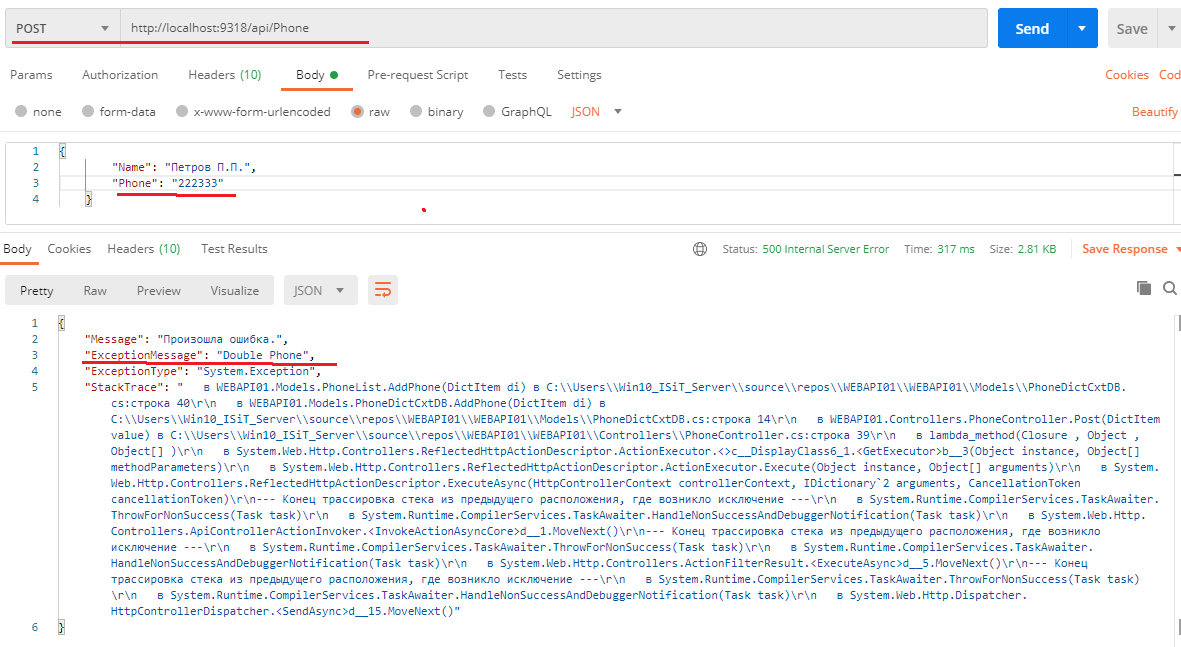 POST http://localhost:9318/api/Phone Send Save
Params Authorization Headers (10) Body Pre-request Script Tests Settings Cookies Cod
none form-data x-www-form-urlencoded raw binary GraphQL JSON Beautify
1 {
2 "Name": "Петров П.П.",
3 "Phone": "222333"
4 }
Body Cookies Headers (10) Test Results Status: 500 Internal Server Error Time: 317 ms Size: 2.81 KB Save Response
Pretty Raw Preview Visualize JSON
1 {
2 "Message": "Произошла ошибка.",
3 "ExceptionMessage": "Double Phone",
4 "ExceptionType": "System.Exception",
5 "StackTrace": "   в WEBAPI01.Models.PhoneList.AddPhone(DictItem di) в C:\\Users\\Win10_ISiT_Server\\source\\repos\\WEBAPI01\\WEBAPI01\\Models\\PhoneDictCxtDB.
cs:строка 40\r\n   в WEBAPI01.Models.PhoneDictCxtDB.AddPhone(DictItem di) в
C:\\Users\\Win10_ISiT_Server\\source\\repos\\WEBAPI01\\WEBAPI01\\Models\\PhoneDictCxtDB.cs:строка 14\r\n   в WEBAPI01.Controllers.PhoneController.Post(DictItem
value) в C:\\Users\\Win10_ISiT_Server\\source\\repos\\WEBAPI01\\WEBAPI01\\Controllers\\PhoneController.cs:строка 39\r\n   в lambda_method(Closure , Object ,
Object[] )\r\n   в System.Web.Http.Controllers.ReflectedHttpActionDescriptor.ActionExecutor.<>c__DisplayClass6_1.<GetExecutor>b__3(Object instance, Object[]
methodParameters)\r\n   в System.Web.Http.Controllers.ReflectedHttpActionDescriptor.ActionExecutor.Execute(Object instance, Object[] arguments)\r\n   в System.
Web.Http.Controllers.ReflectedHttpActionDescriptor.ExecuteAsync(HttpControllerContext controllerContext, IDictionary`2 arguments, CancellationToken
cancellationToken)\r\n--- Конец трассировка стека из предыдущего расположения, где возникло исключение ---\r\n   в System.Runtime.CompilerServices.TaskAwaiter.
ThrowForNonSuccess(Task task)\r\n   в System.Runtime.CompilerServices.TaskAwaiter.HandleNonSuccessAndDebuggerNotification(Task task)\r\n   в System.Web.Http.
Controllers.ApiControllerActionInvoker.<InvokeActionAsyncCore>d__1.MoveNext()\r\n--- Конец трассировка стека из предыдущего расположения, где возникло
исключение ---\r\n   в System.Runtime.CompilerServices.TaskAwaiter.ThrowForNonSuccess(Task task)\r\n   в System.Runtime.CompilerServices.TaskAwaiter.
HandleNonSuccessAndDebuggerNotification(Task task)\r\n   в System.Web.Http.Controllers.ActionFilterResult.<ExecuteAsync>d__5.MoveNext()\r\n--- Конец
трассировка стека из предыдущего расположения, где возникло исключение ---\r\n   в System.Runtime.CompilerServices.TaskAwaiter.ThrowForNonSuccess(Task task)
\r\n   в System.Runtime.CompilerServices.TaskAwaiter.HandleNonSuccessAndDebuggerNotification(Task task)\r\n   в System.Web.Http.Dispatcher.
HttpControllerDispatcher.<SendAsync>d__15.MoveNext()"
6 }